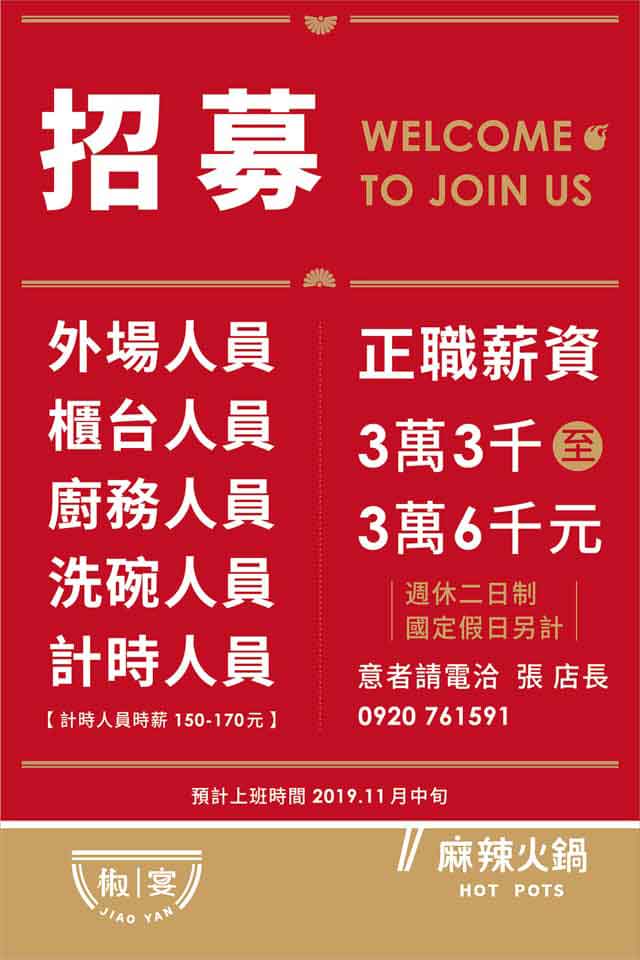 招募
WELCOME
TO JOIN US
外場人員
櫃台人員
廚務人員
洗碗人員
計時人員
【計時人員時薪 150-170元】
正職薪資
3萬3千至
3萬6千元
週休二日制
國定假日另計
意者請電洽 張 店長
0920 761591
預計上班時間 2019.11月中旬
椒|宴
JIAO YAN
麻辣火鍋
HOT POTS